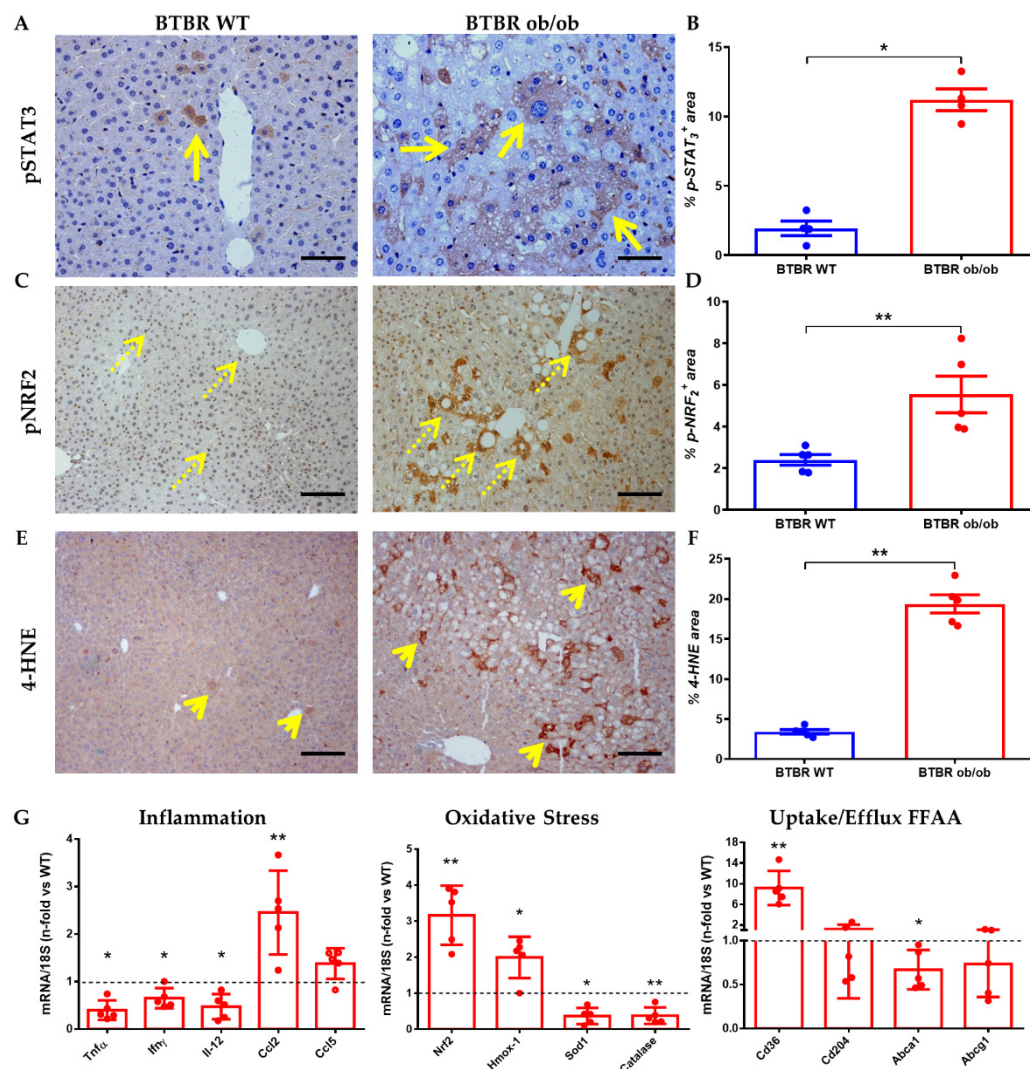 A BTBR WT BTBR ob/ob B
pSTAT3
*
% p-STAT3+ area
15
10
5
0
BTBR WT BTBR ob/ob
C D
pNRF2
**
% p-NRF2+ area
10
8
6
4
2
0
BTBR WT BTBR ob/ob
E F
4-HNE
**
% 4-HNE area
25
20
15
10
5
0
BTBR WT BTBR ob/ob
G Inflammation Oxidative Stress Uptake/Efflux FFAA
mRNA/18S (n-fold vs WT)
4
3
2
1
0
* * * **
Tnfα Ifnγ Il-12 Ccl2 Ccl5
mRNA/18S (n-fold vs WT)
5
4
3
2
1
0
** * * **
Nrf2 Hmox-1 Sod1 Catalase
mRNA/18S (n-fold vs WT)
18
14
10
6
2
1.0
0.5
0.0
** *
Cd36 Cd204 Abca1 Abcg1